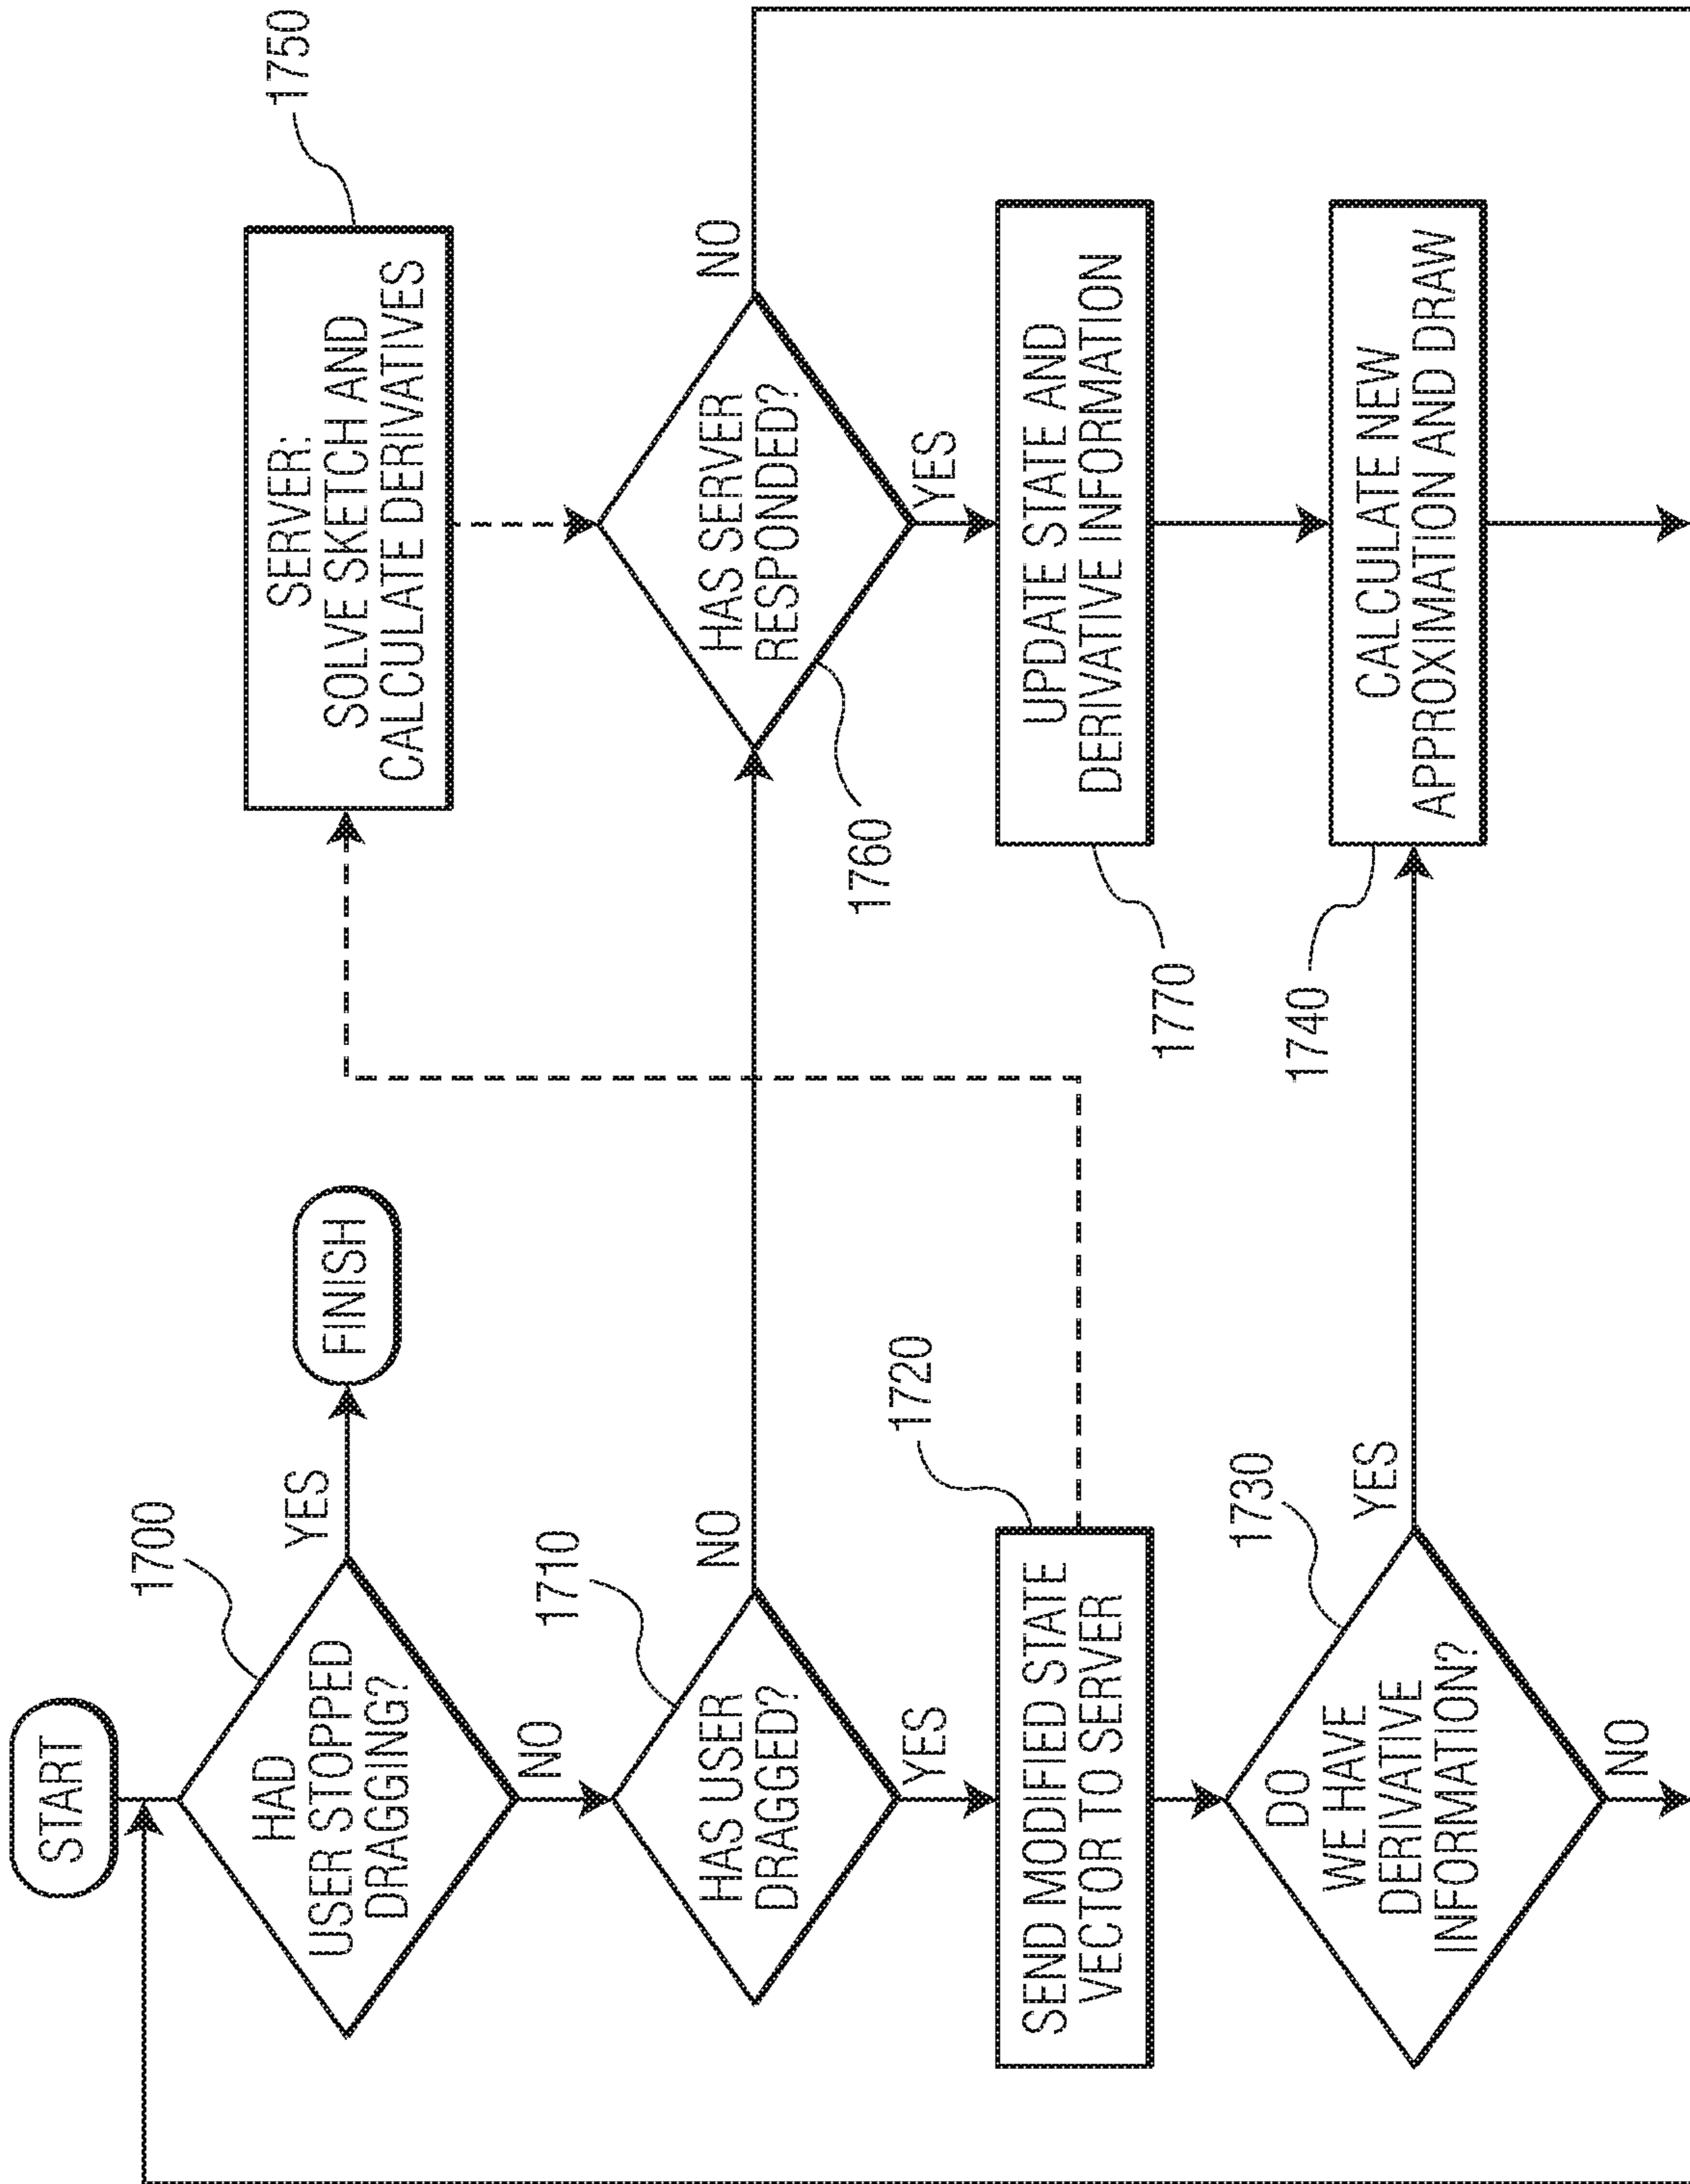 START
1700
HAD
USER STOPPED
DRAGGING?
YES
FINISH
NO
1710
HAS USER
DRAGGED?
NO
YES
1720
SEND MODIFIED STATE
VECTOR TO SERVER
1730
DO
WE HAVE
DERIVATIVE
INFORMATION?
YES
NO
1750
SERVER:
SOLVE SKETCH AND
CALCULATE DERIVATIVES
HAS SERVER
RESPONDED?
NO
1760
YES
UPDATE STATE AND
DERIVATIVE INFORMATION
1770
CALCULATE NEW
APPROXIMATION AND DRAW
1740